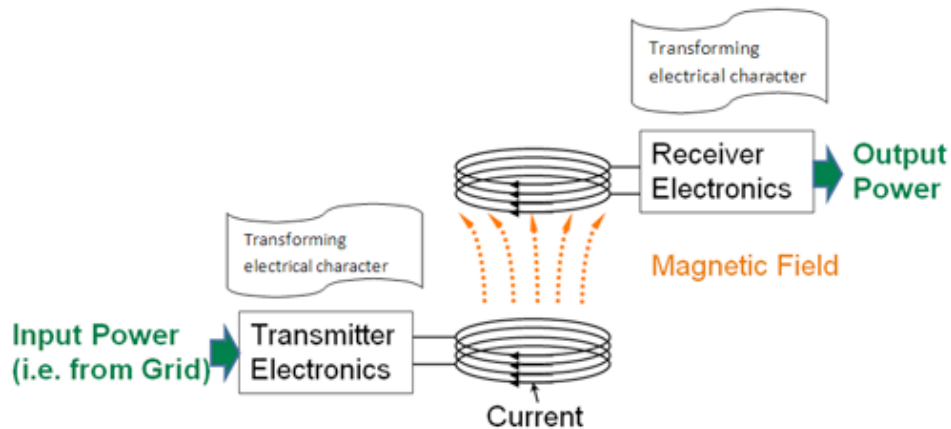 Transforming
electrical character
Receiver
Electronics
Output
Power
Transforming
electrical character
Magnetic Field
Input Power
(i.e. from Grid)
Transmitter
Electronics
Current